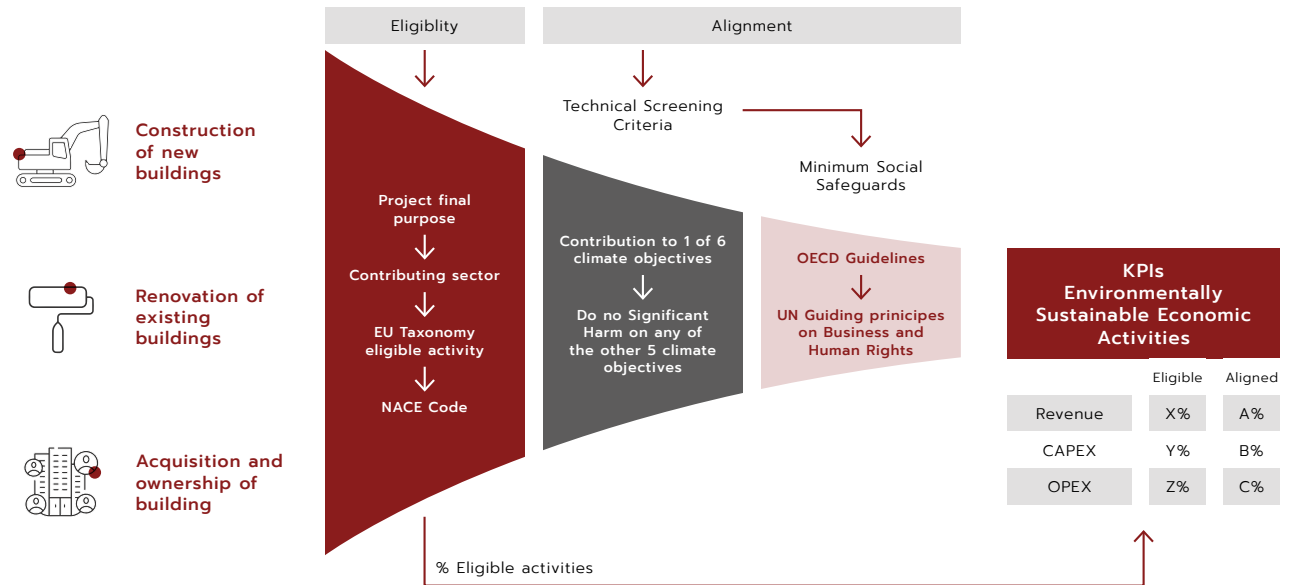 Eligiblity
Alignment
Construction
of new
buildings
Renovation of
existing
buildings
Acquisition and
ownership of
building
Project final
purpose
Contributing sector
EU Taxonomy
eligible activity
NACE Code
Technical Screening
Criteria
Contribution to 1 of 6
climate objectives
Do no Significant
Harm on any of
the other 5 climate
objectives
Minimum Social
Safeguards
OECD Guidelines
UN Guiding prinicipes
on Business and
Human Rights
% Eligible activities
KPIs
Environmentally
Sustainable Economic
Activities
Eligible Aligned
Revenue X% A%
CAPEX Y% B%
OPEX Z% C%